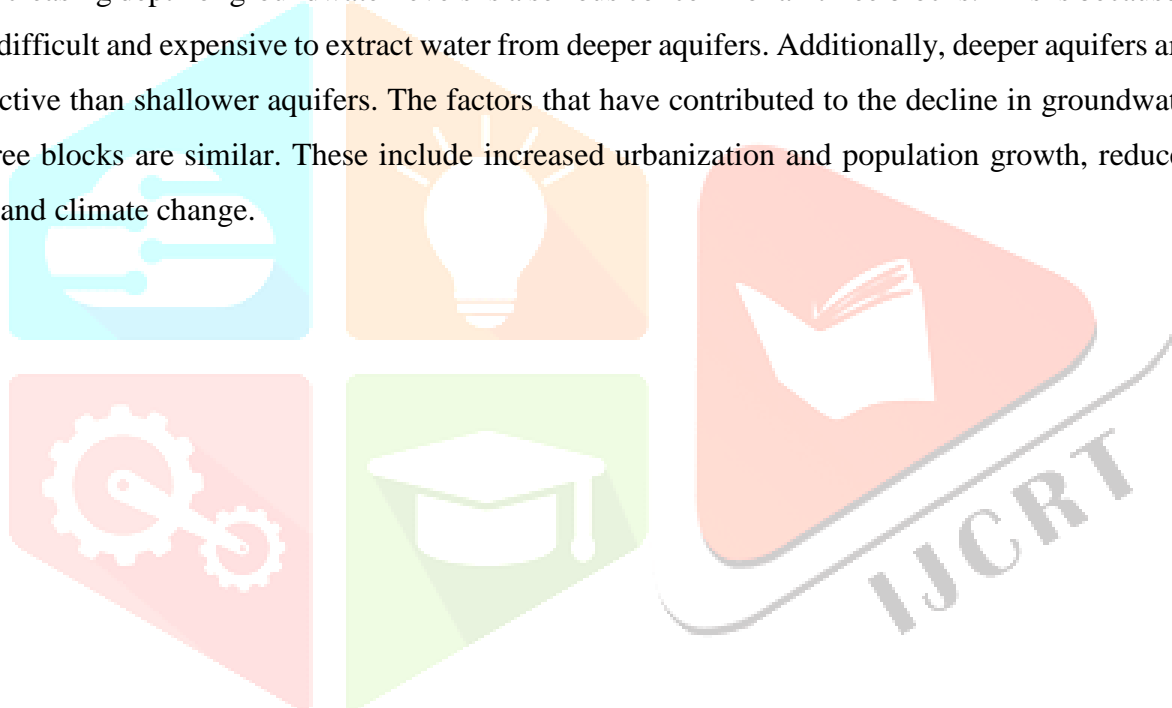 difficult and expensive to extract water from deeper aquifers. Additionally, deeper aquifers
ctive than shallower aquifers. The factors that have contributed to the decline in groundwat
ree blocks are similar. These include increased urbanization and population growth, reduce
and climate change.
IJCRT